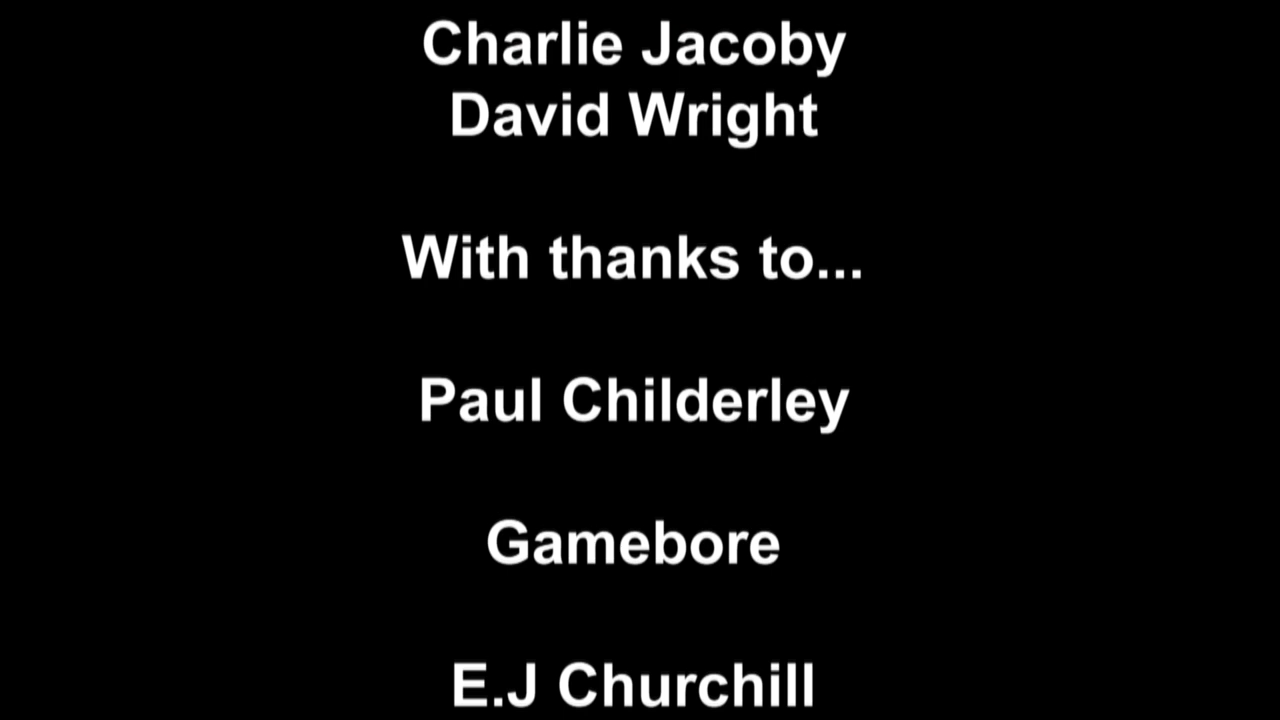 Charlie Jacoby
David Wright
With thanks to...
Paul Childerley
Gamebore
E.J Churchill